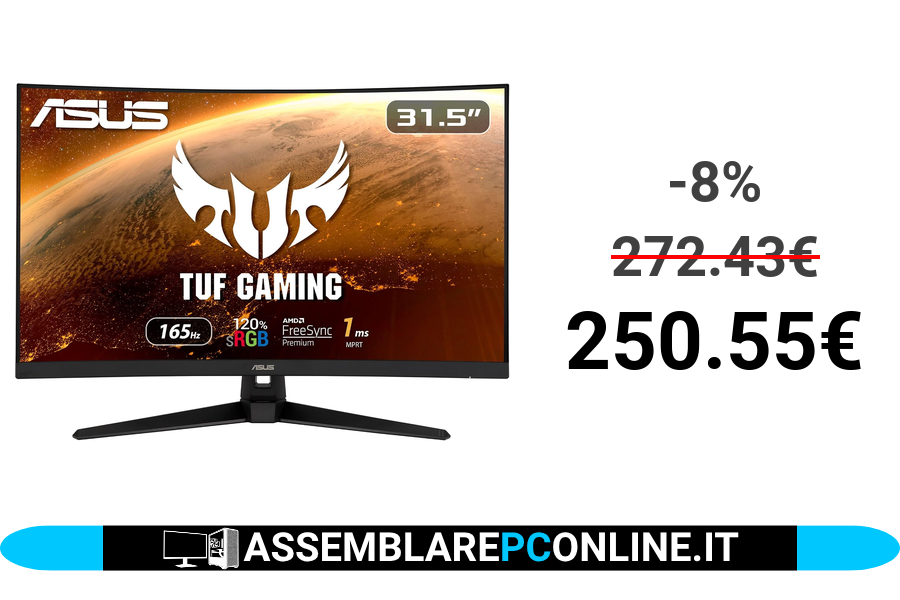 ASUS
31.5"
TUF GAMING
165Hz
120%
sRGB
AMD
FreeSync
Premium
1 ms
MPRT
ASUS
-8%
272.43€
250.55€
ASSEMBLAREPCONLINE.IT